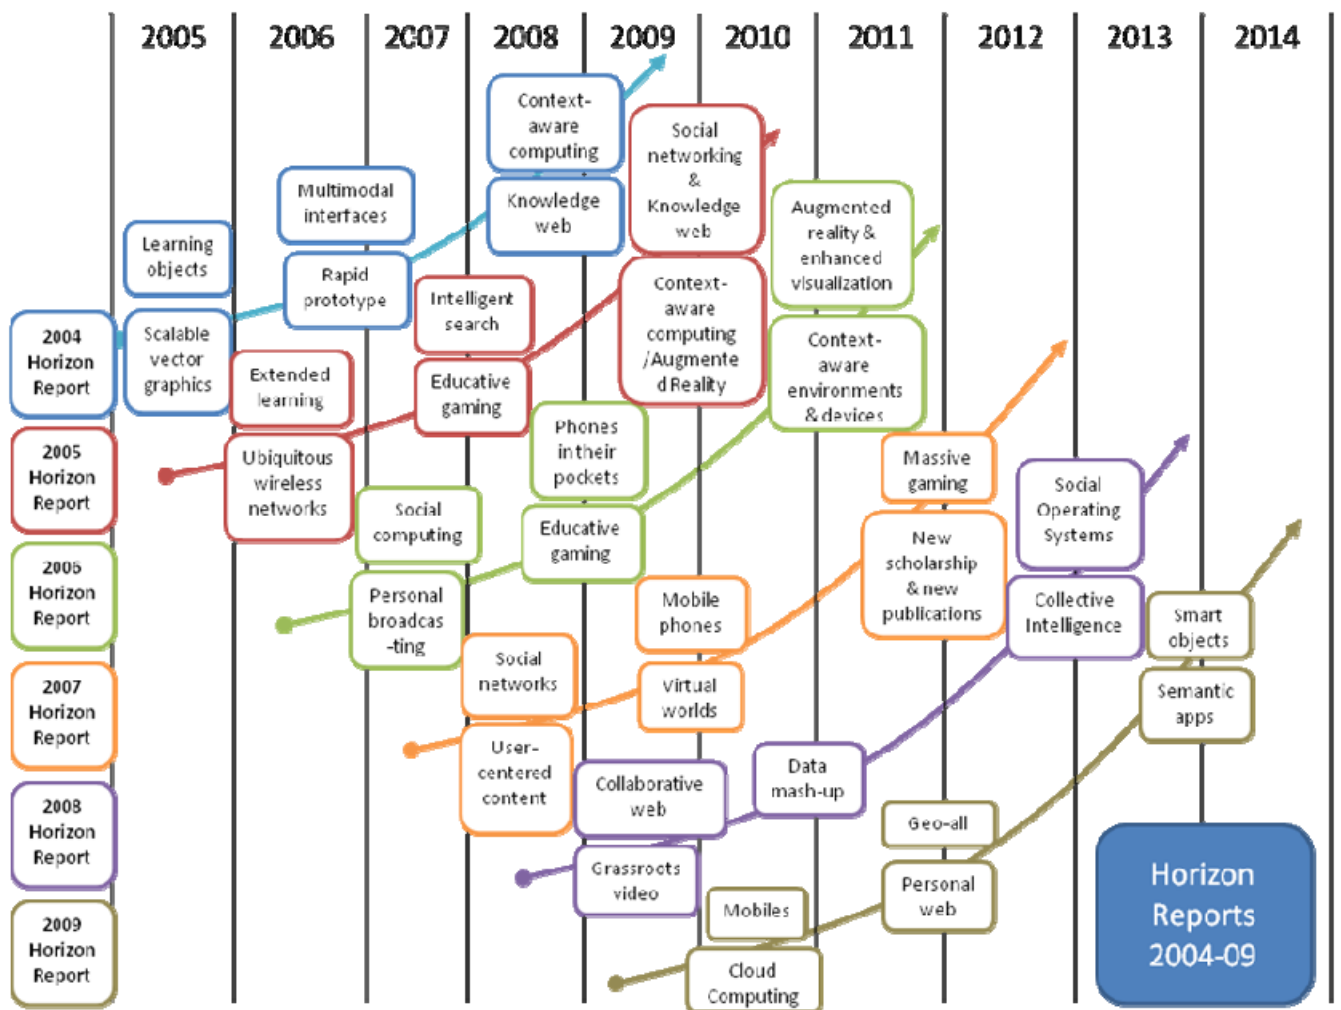 2005 2006 2007 2008 2009 2010 2011 2012 2013 2014
2004
Horizon
Report
Learning
objects
Scalable
vector
graphics
Multimodal
interfaces
Rapid
prototype
Context-
aware
computing
Knowledge
web
2005
Horizon
Report
Extended
learning
Ubiquitous
wireless
networks
Intelligent
search
Educative
gaming
Social
networking
&
Knowledge
web
Context-
aware
computing
/Augmente
d Reality
2006
Horizon
Report
Social
computing
Personal
broadcas
-ting
Phones
in their
pockets
Educative
gaming
Augmented
reality &
enhanced
visualization
Context-
aware
environments
& devices
2007
Horizon
Report
Social
networks
User-
centered
content
Mobile
phones
Virtual
worlds
Massive
gaming
New
scholarship
& new
publications
2008
Horizon
Report
Collaborative
web
Grassroots
video
Data
mash-up
Social
Operating
Systems
Collective
Intelligence
2009
Horizon
Report
Mobiles
Cloud
Computing
Geo-all
Personal
web
Smart
objects
Semantic
apps
Horizon
Reports
2004-09